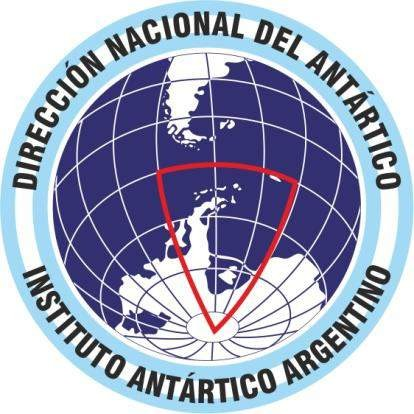 DIRECCIÓN NACIONAL DEL ANTÁRTICO
INSTITUTO ANTÁRTICO ARGENTINO